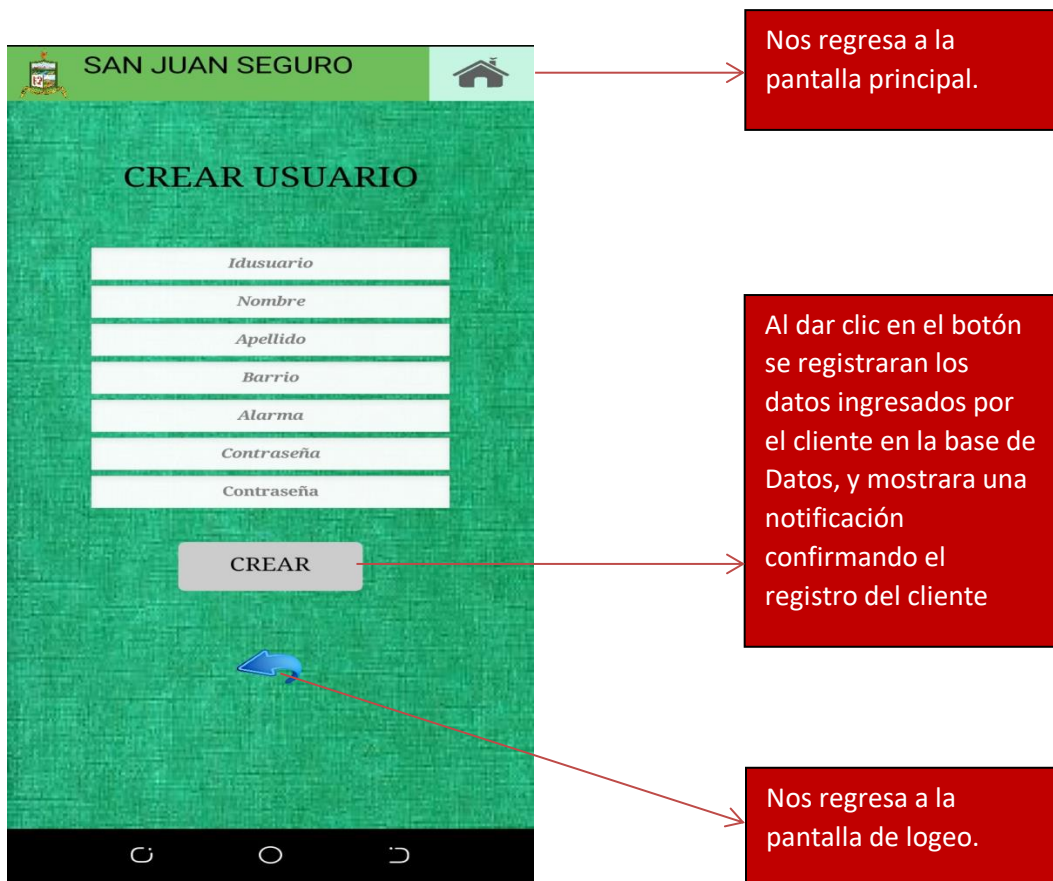 SAN JUAN SEGURO
CREAR USUARIO
Idusuario
Nombre
Apellido
Barrio
Alarma
Contraseña
Contraseña
CREAR
Nos regresa a la
pantalla principal.
Al dar clic en el botón
se registraran los
datos ingresados por
el cliente en la base de
Datos, y mostrara una
notificación
confirmando el
registro del cliente
Nos regresa a la
pantalla de logeo.